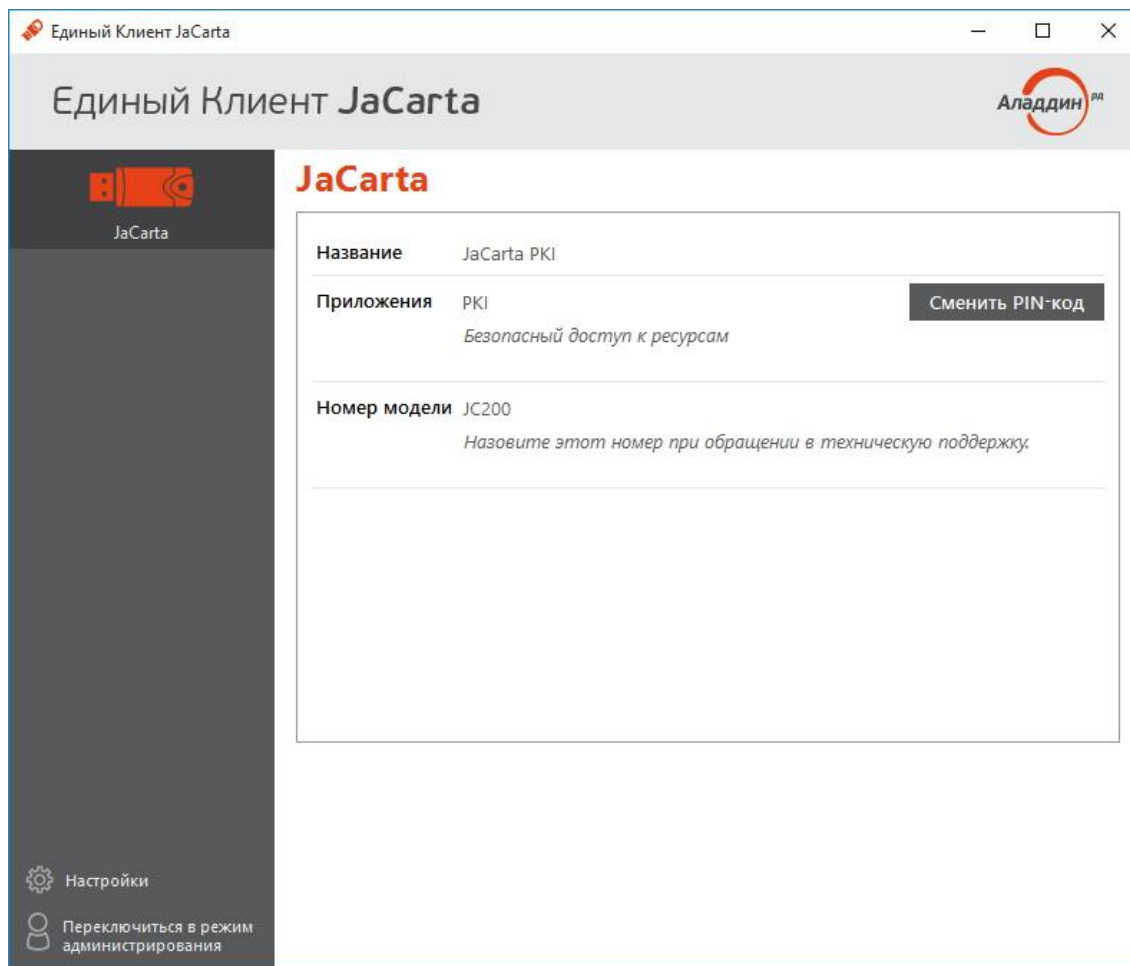 Единый Клиент JaCarta
Единый Клиент JaCarta
Аладдин РД
JaCarta
JaCarta
Название JaCarta PKI
Приложения PKI
Сменить PIN-код
Безопасный доступ к ресурсам
Номер модели JC200
Назовите этот номер при обращении в техническую поддержку.
Настройки
Переключиться в режим
администрирования